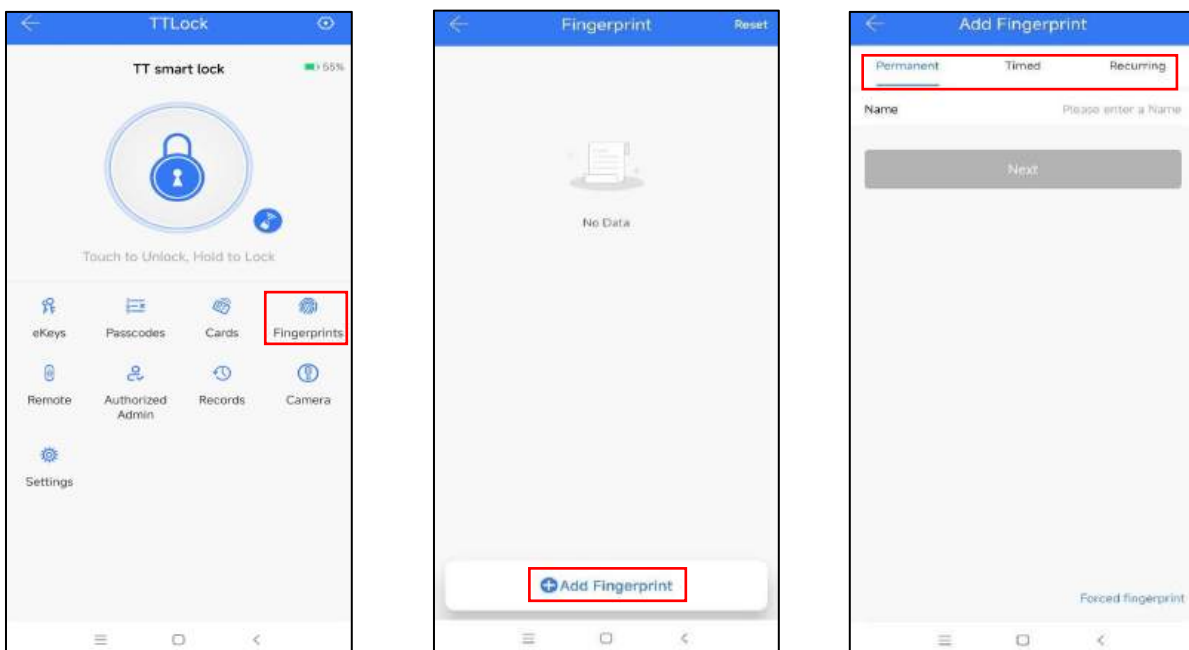 TTLock
TT smart lock
55%
Touch to Unlock, Hold to Lock
eKeys
Passcodes
Cards
Fingerprints
Remote
Authorized
Admin
Records
Camera
Settings
Fingerprint
Reset
No Data
Add Fingerprint
Add Fingerprint
Permanent
Timed
Recurring
Name
Please enter a Name
Next
Forced fingerprint